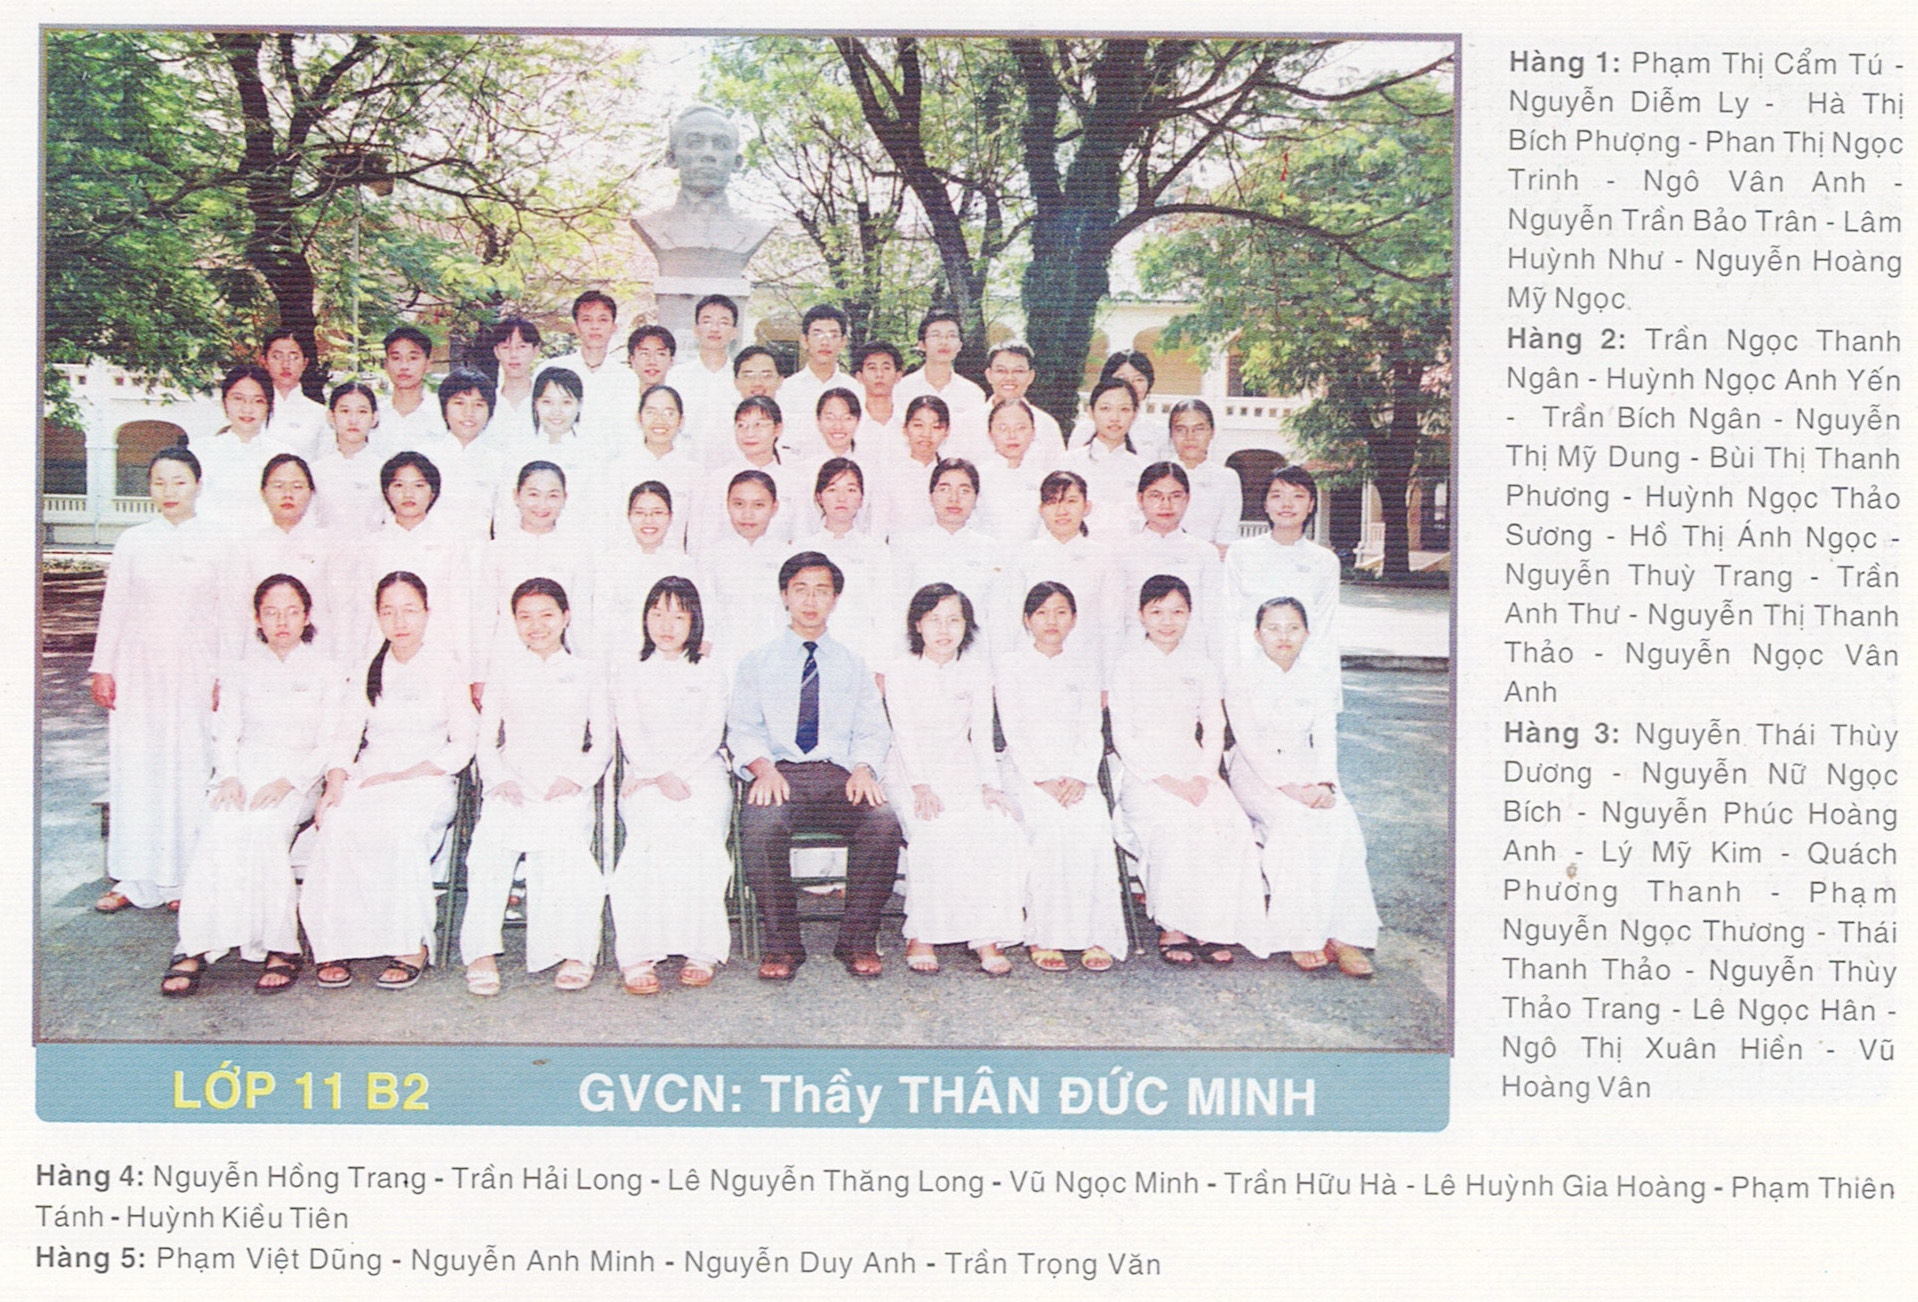 Hàng 1: Phạm Thị Cẩm Tú -
Nguyễn Diễm Ly - Hà Thị
Bích Phượng - Phan Thị Ngọc
Trinh - Ngô Vân Anh -
Nguyễn Trần Bảo Trân - Lâm
Huỳnh Như - Nguyễn Hoàng
Mỹ Ngọc
Hàng 2: Trần Ngọc Thanh
Ngân - Huỳnh Ngọc Anh Yến
- Trần Bích Ngân - Nguyễn
Thị Mỹ Dung - Bùi Thị Thanh
Phương - Huỳnh Ngọc Thảo
Sương - Hồ Thị Ánh Ngọc -
Nguyễn Thuỳ Trang - Trần
Anh Thư - Nguyễn Thị Thanh
Thảo - Nguyễn Ngọc Vân
Anh
Hàng 3: Nguyễn Thái Thùy
Dương - Nguyễn Nữ Ngọc
Bích - Nguyễn Phúc Hoàng
Anh - Lý Mỹ Kim - Quách
Phương Thanh - Phạm
Nguyễn Ngọc Thương - Thái
Thanh Thảo - Nguyễn Thùy
Thảo Trang - Lê Ngọc Hân -
Ngô Thị Xuân Hiền - Vũ
Hoàng Vân
LỚP 11 B2 GVCN: Thầy THÂN ĐỨC MINH
Hàng 4: Nguyễn Hồng Trang - Trần Hải Long - Lê Nguyễn Thăng Long - Vũ Ngọc Minh - Trần Hữu Hà - Lê Huỳnh Gia Hoàng - Phạm Thiên
Tánh - Huỳnh Kiều Tiên
Hàng 5: Phạm Việt Dũng - Nguyễn Anh Minh - Nguyễn Duy Anh - Trần Trọng Văn